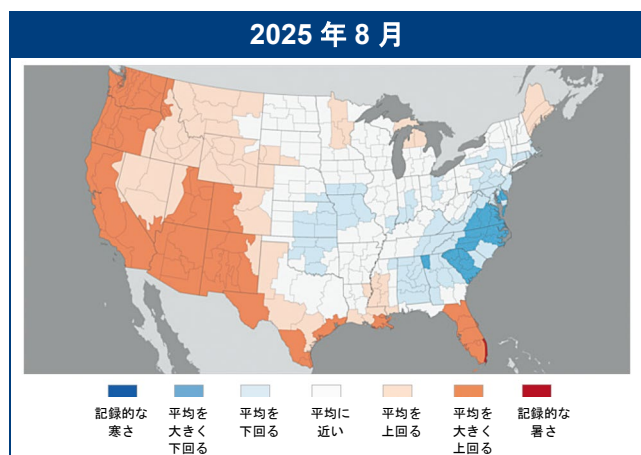 2025 年 8 月
記録的な
寒さ
平均を
大きく
下回る
平均を
下回る
平均に
近い
平均を
上回る
平均を
大きく
上回る
記録的な
暑さ